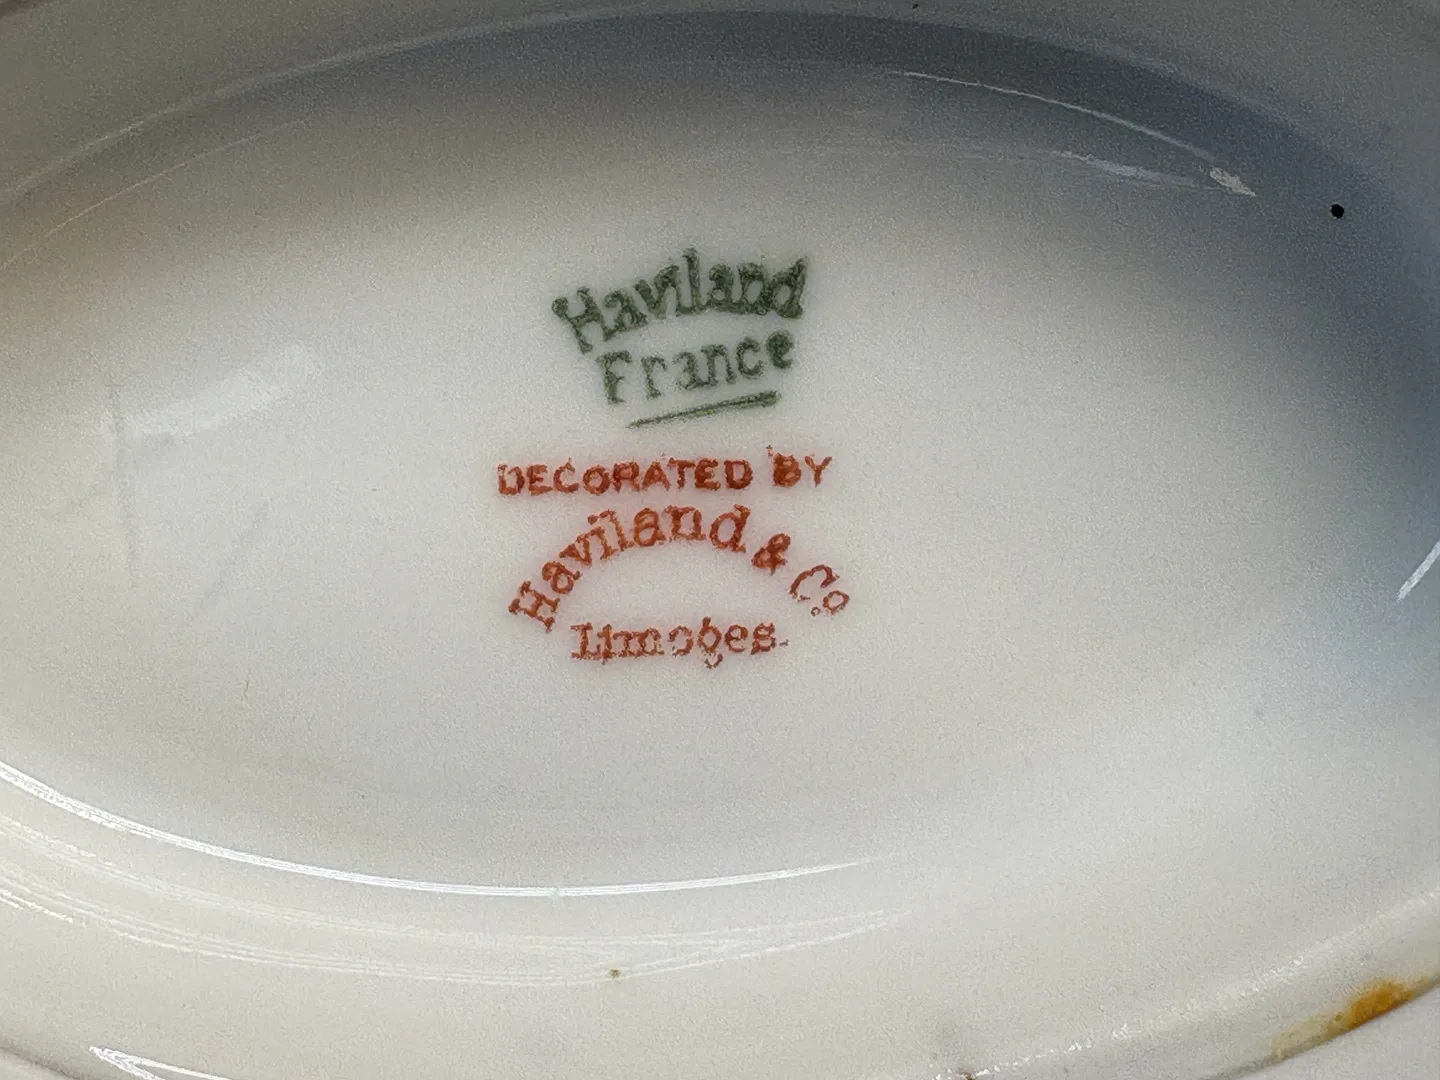 Haviland
France
DECORATED BY
Haviland & Co
Limoges.